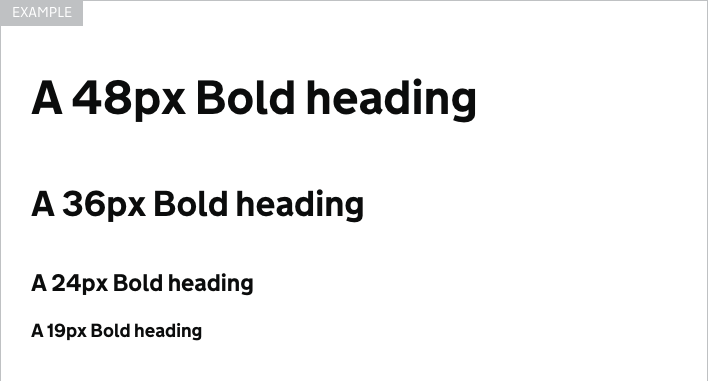 EXAMPLE
A 48px Bold heading
A 36px Bold heading
A 24px Bold heading
A 19px Bold heading